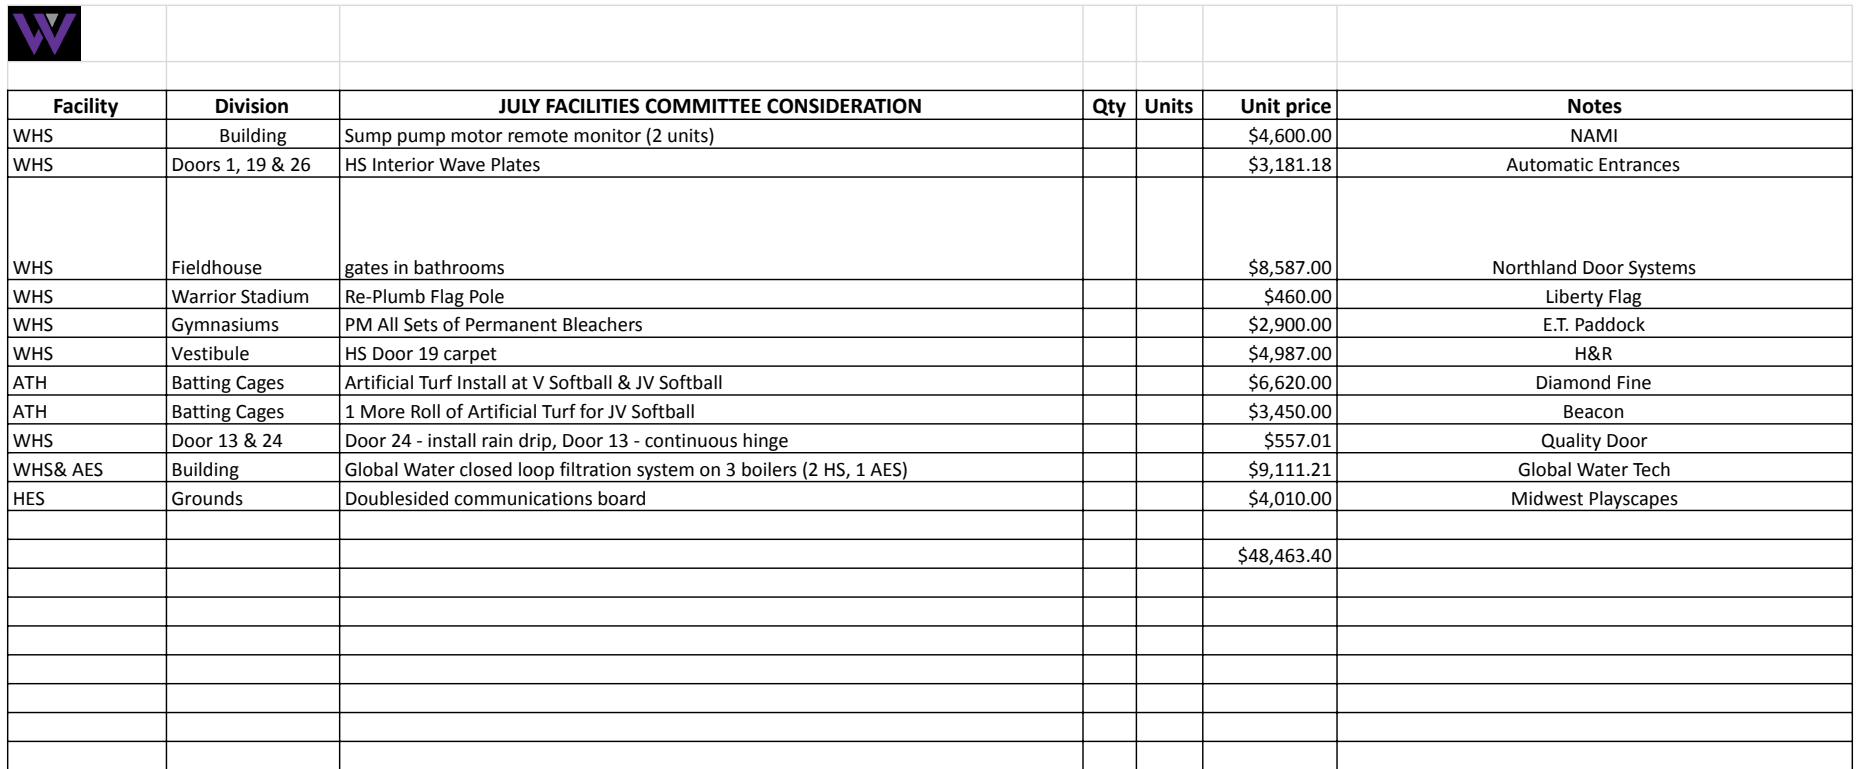 W
Facility Division JULY FACILITIES COMMITTEE CONSIDERATION Qty Units Unit price Notes
WHS Building Sump pump motor remote monitor (2 units) $4,600.00 NAMI
WHS Doors 1, 19 & 26 HS Interior Wave Plates $3,181.18 Automatic Entrances
WHS Fieldhouse gates in bathrooms $8,587.00 Northland Door Systems
WHS Warrior Stadium Re-Plumb Flag Pole $460.00 Liberty Flag
WHS Gymnasiums PM All Sets of Permanent Bleachers $2,900.00 E.T. Paddock
WHS Vestibule HS Door 19 carpet $4,987.00 H&R
ATH Batting Cages Artificial Turf Install at V Softball & JV Softball $6,620.00 Diamond Fine
ATH Batting Cages 1 More Roll of Artificial Turf for JV Softball $3,450.00 Beacon
WHS Door 13 & 24 Door 24 - install rain drip, Door 13 - continuous hinge $557.01 Quality Door
WHS& AES Building Global Water closed loop filtration system on 3 boilers (2 HS, 1 AES) $9,111.21 Global Water Tech
HES Grounds Doublesided communications board $4,010.00 Midwest Playscapes
$48,463.40